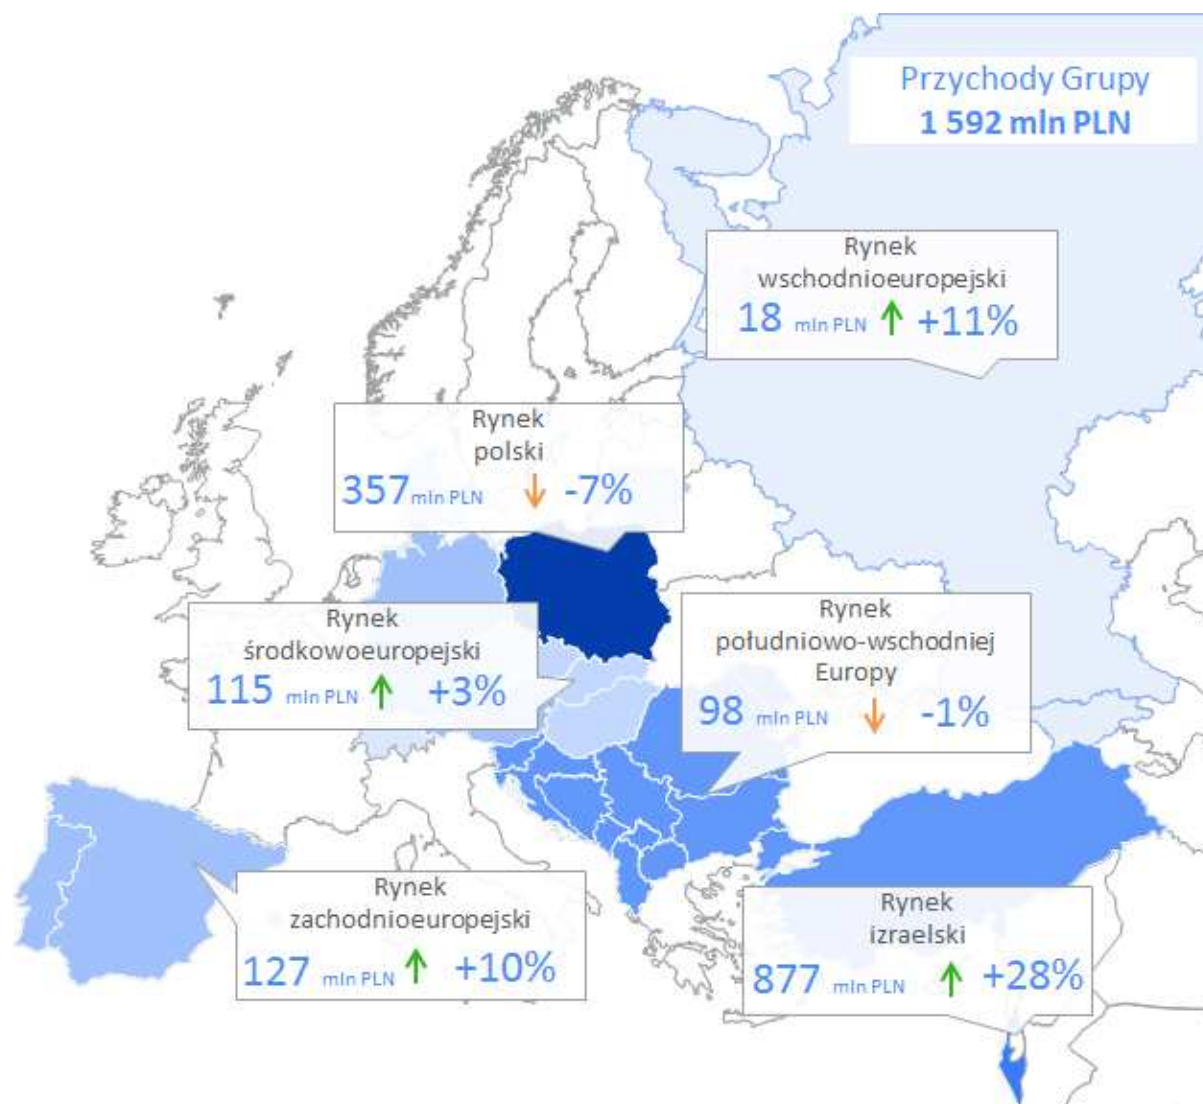 Przychody Grupy
1 592 mln PLN
Rynek
wschodnioeuropejski
18 mln PLN +11%
Rynek
polski
357 mln PLN -7%
Rynek
środkowoeuropejski
115 mln PLN +3%
Rynek
południowo-wschodniej
Europy
98 mln PLN -1%
Rynek
zachodnioeuropejski
127 mln PLN +10%
Rynek
izraelski
877 mln PLN +28%